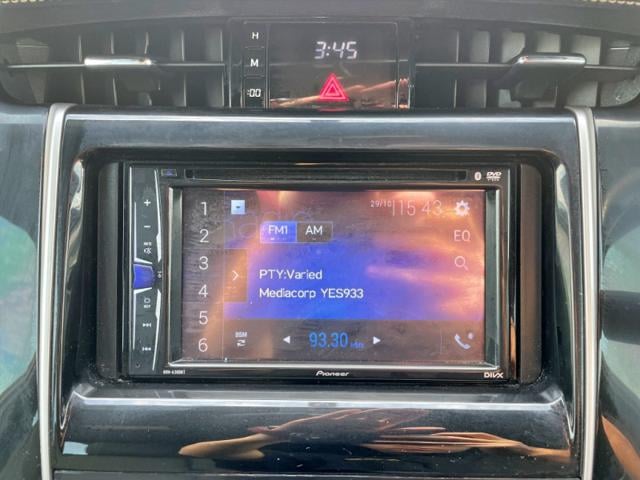 H
3:45
M
:00
DVD
1
29/10
15 43
2
FM1
AM
EQ
3
PTY:Varied
4
Mediacorp YES933
5
BSM
93.30 MHz
6
Pioneer
DIVX